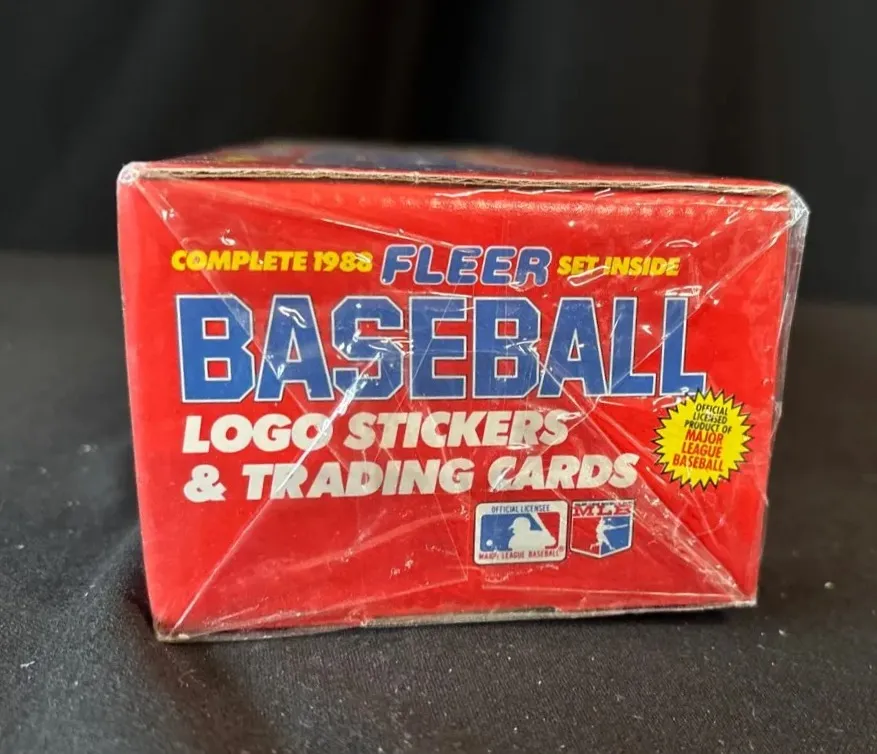 COMPLETE 1988 FLEER SET INSIDE
BASEBALL
LOGO STICKERS
& TRADING CARDS
OFFICIAL
LICENSED
PRODUCT OF
MAJOR
LEAGUE
BASEBALL
OFFICIAL LICENSEE
MAJOR LEAGUE BASEBALL®
MLB